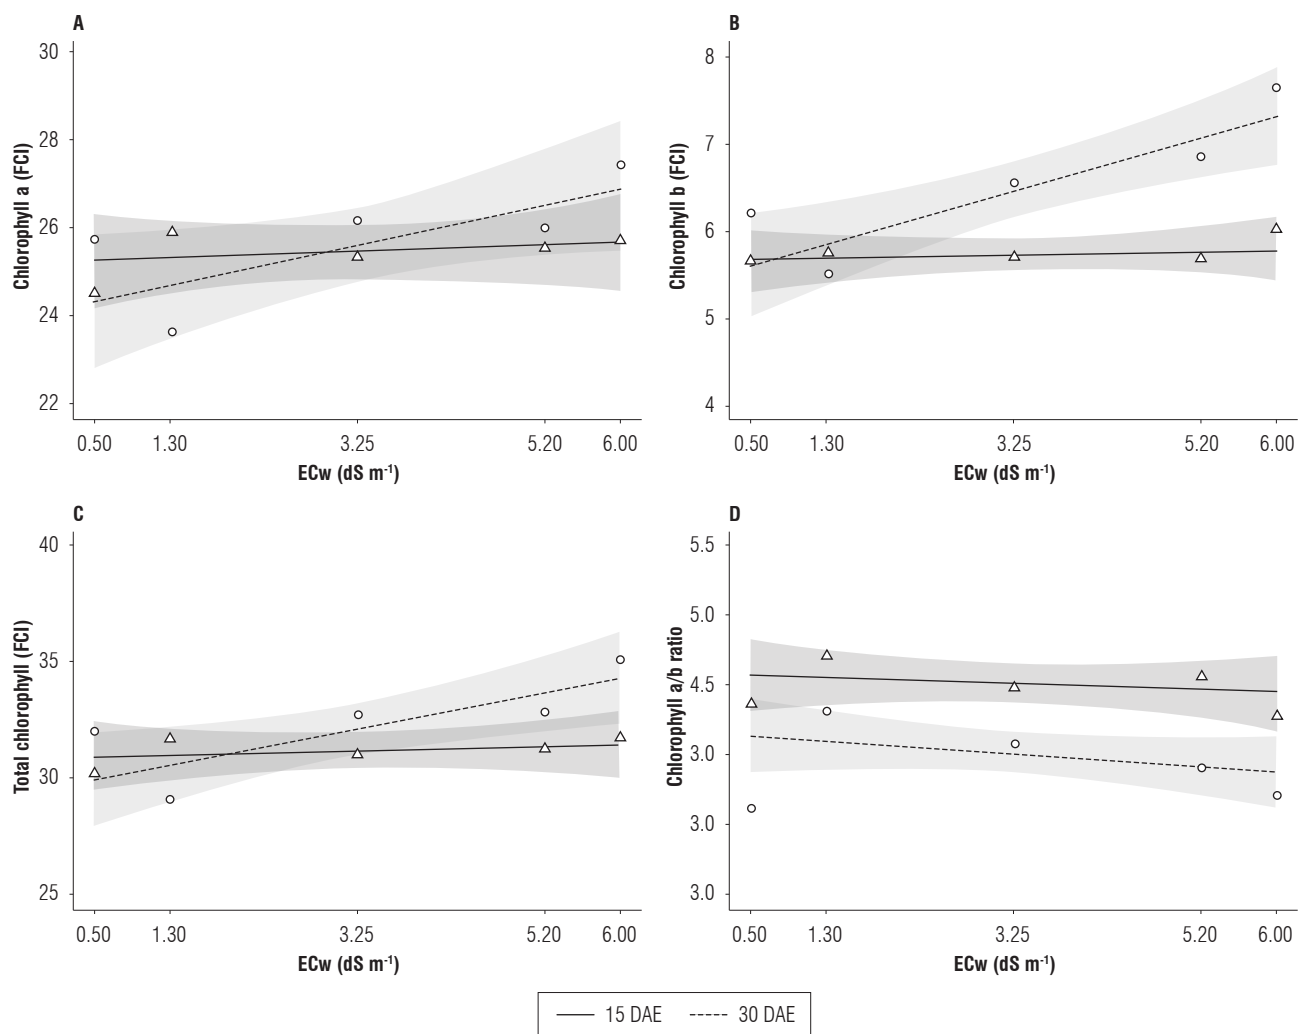 A
30
28
26
24
22
Chlorophyll a (FCI)
0.50 1.30 3.25 5.20 6.00
ECw (dS m-1)
B
8
7
6
5
4
Chlorophyll b (FCI)
0.50 1.30 3.25 5.20 6.00
ECw (dS m-1)
C
40
35
30
25
Total chlorophyll (FCI)
0.50 1.30 3.25 5.20 6.00
ECw (dS m-1)
D
5.5
5.0
4.5
3.0
3.0
3.0
Chlorophyll a/b ratio
0.50 1.30 3.25 5.20 6.00
ECw (dS m-1)
15 DAE 30 DAE